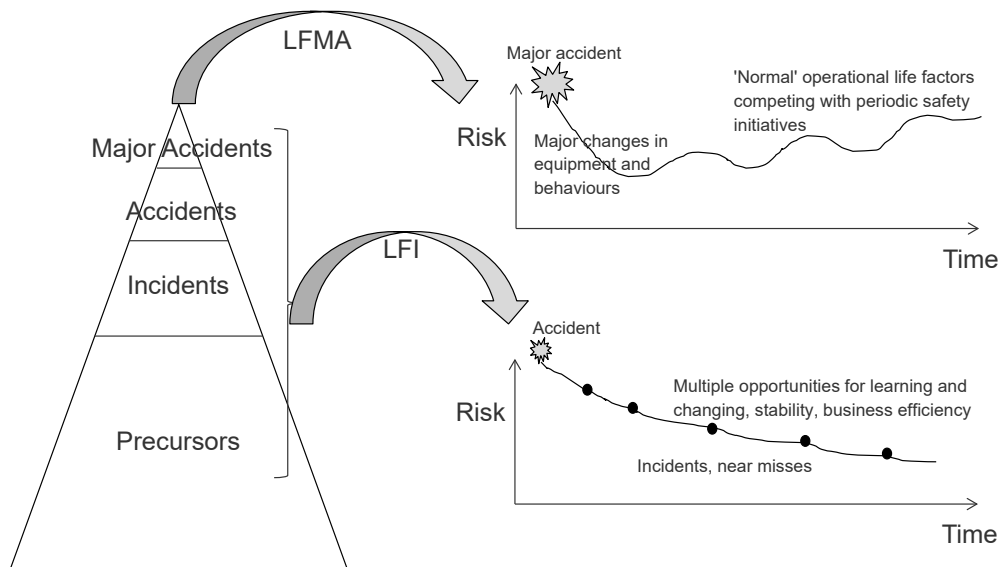 LFMA
Major accident
'Normal' operational life factors
competing with periodic safety
initiatives
Risk
Major changes in
equipment and
behaviours
Time
Major Accidents
Accidents
Incidents
Precursors
LFI
Accident
Risk
Multiple opportunities for learning and
changing, stability, business efficiency
Incidents, near misses
Time